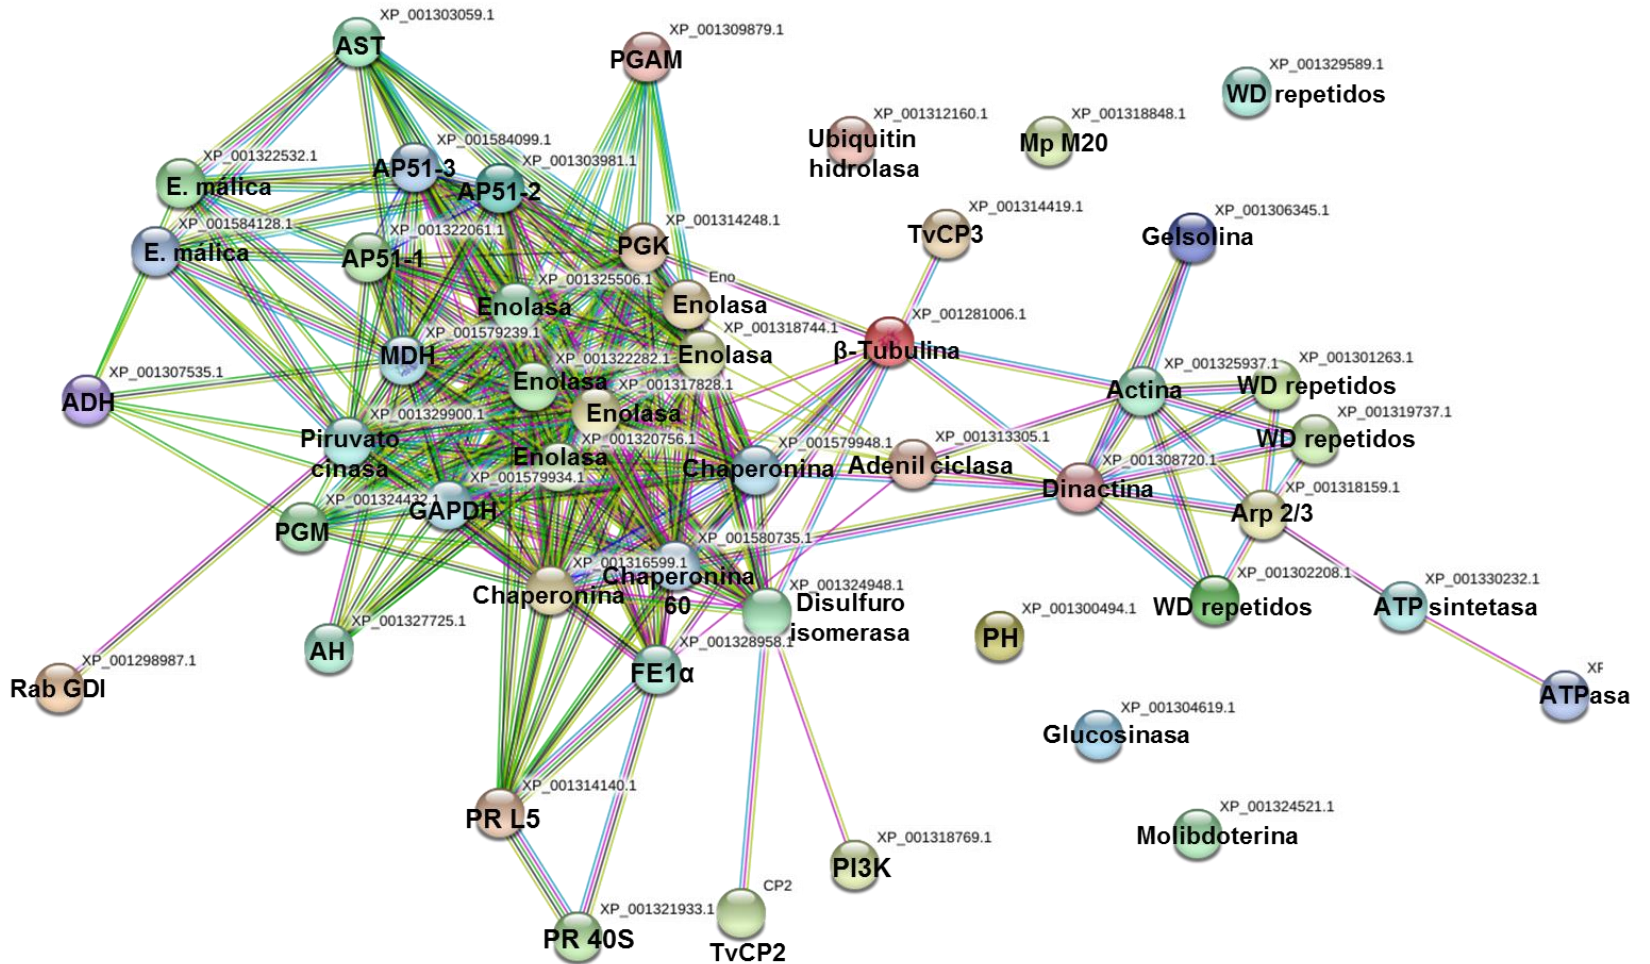 XP_001303059.1
AST
XP_001309879.1
PGAM
XP_001329589.1
WD repetidos
XP_001312160.1
Ubiquitin
hidrolasa
XP_001318848.1
Mp M20
XP_001584099.1
AP51-3
XP_001303981.1
AP51-2
XP_001322532.1
E. málica
XP_001584128.1
E. málica
XP_001322061.1
AP51-1
XP_001314248.1
PGK
XP_001314419.1
TvCP3
XP_001306345.1
Gelsolina
XP_001325506.1
Enolasa
Eno
Enolasa
XP_001318744.1
Enolasa
XP_001281006.1
β-Tubulina
XP_001579239.1
MDH
XP_001322282.1
Enolasa
XP_001317828.1
Enolasa
XP_001325937.1
Actina
XP_001301263.1
WD repetidos
XP_001307535.1
ADH
XP_001329900.1
Piruvato
cinasa
XP_001320756.1
Enolasa
XP_001579948.1
Chaperonina
XP_001313305.1
Adenil ciclasa
XP_001319737.1
WD repetidos
XP_001308720.1
Dinactina
XP_001579934.1
GAPDH
XP_001324432.1
PGM
XP_001318159.1
Arp 2/3
XP_001580735.1
Chaperonina
60
XP_001316599.1
Chaperonina
XP_001324948.1
Disulfuro
isomerasa
XP_001302208.1
WD repetidos
XP_001330232.1
ATP sintetasa
XP_001300494.1
PH
XP_001327725.1
AH
XP_001328958.1
FE1α
XP_001298987.1
Rab GDI
ATPasa
XP_001304619.1
Glucosinasa
XP_001314140.1
PR L5
XP_001324521.1
Molibdoterina
XP_001318769.1
PI3K
CP2
TvCP2
XP_001321933.1
PR 40S